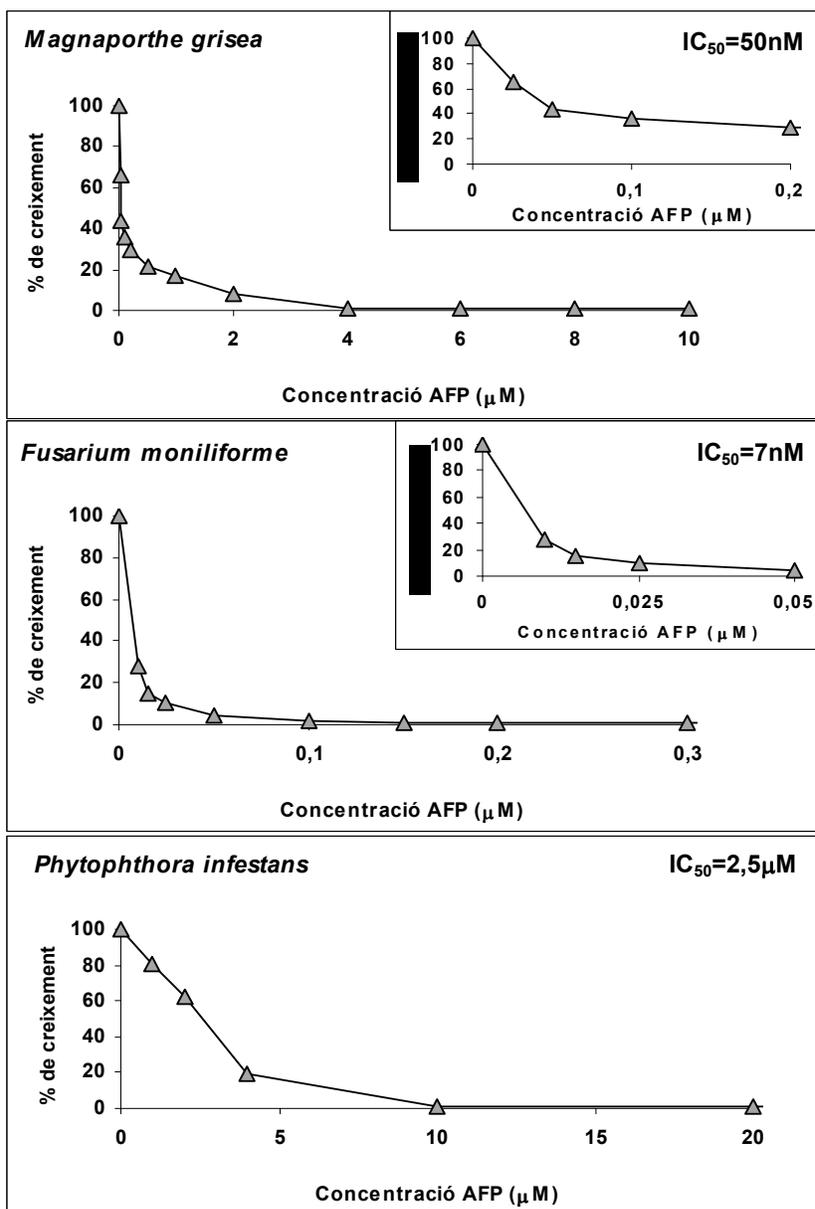 Magnaporthe grisea
% de creixement
100
80
60
40
20
0
0 2 4 6 8 10
Concentració AFP (μM)
IC50=50nM
100
80
60
40
20
0
0 0,1 0,2
Concentració AFP (μM)
Fusarium moniliforme
% de creixement
100
80
60
40
20
0
0 0,1 0,2 0,3
Concentració AFP (μM)
IC50=7nM
100
80
60
40
20
0
0 0,025 0,05
Concentració AFP (μM)
Phytophthora infestans
IC50=2,5μM
% de creixement
100
80
60
40
20
0
0 5 10 15 20
Concentració AFP (μM)